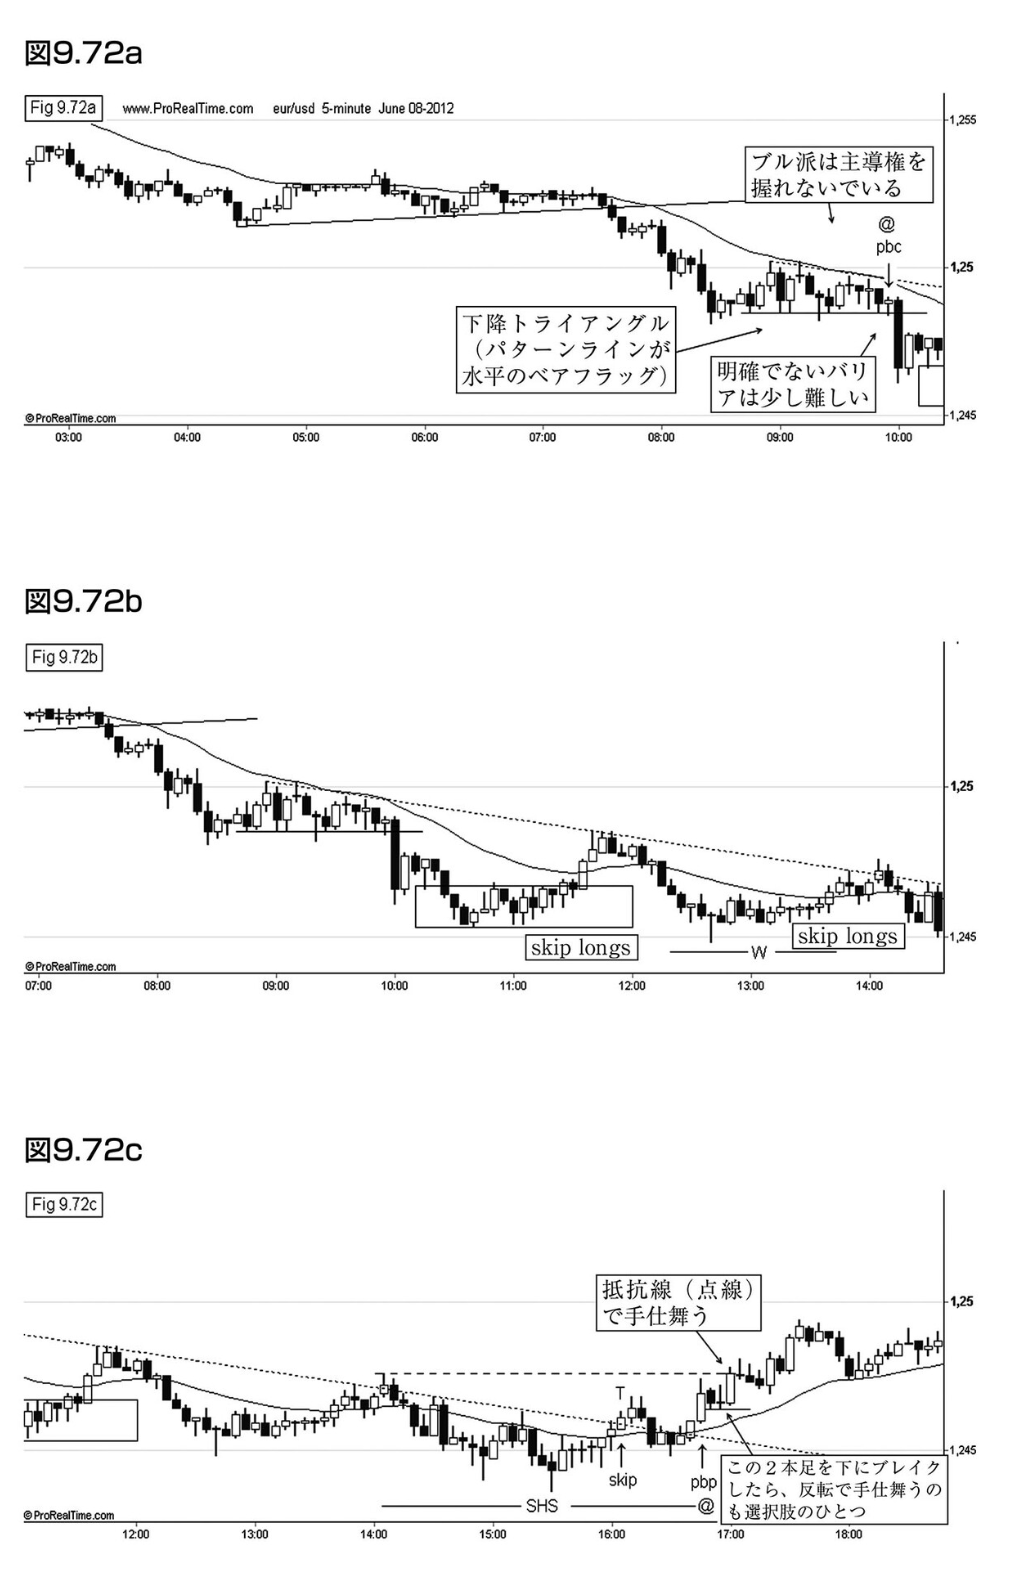 図9.72a
Fig 9.72a www.ProRealTime.com eur/usd 5-minute June 08-2012
1,255
ブル派は主導権を
握れないでいる
@
pbc
1,25
下降トライアングル
（パターンラインが
水平のベアフラッグ）
明確でないバリ
アは少し難しい
1,245
©ProRealTime.com
03:00 04:00 05:00 06:00 07:00 08:00 09:00 10:00
図9.72b
Fig 9.72b
1,25
skip longs
skip longs
1,245
W
©ProRealTime.com
07:00 08:00 09:00 10:00 11:00 12:00 13:00 14:00
図9.72c
Fig 9.72c
抵抗線（点線）
で手仕舞う
1,25
T
1,245
skip
pbp
この２本足を下にブレイク
したら、反転で手仕舞うの
も選択肢のひとつ
SHS
@
©ProRealTime.com
12:00 13:00 14:00 15:00 16:00 17:00 18:00